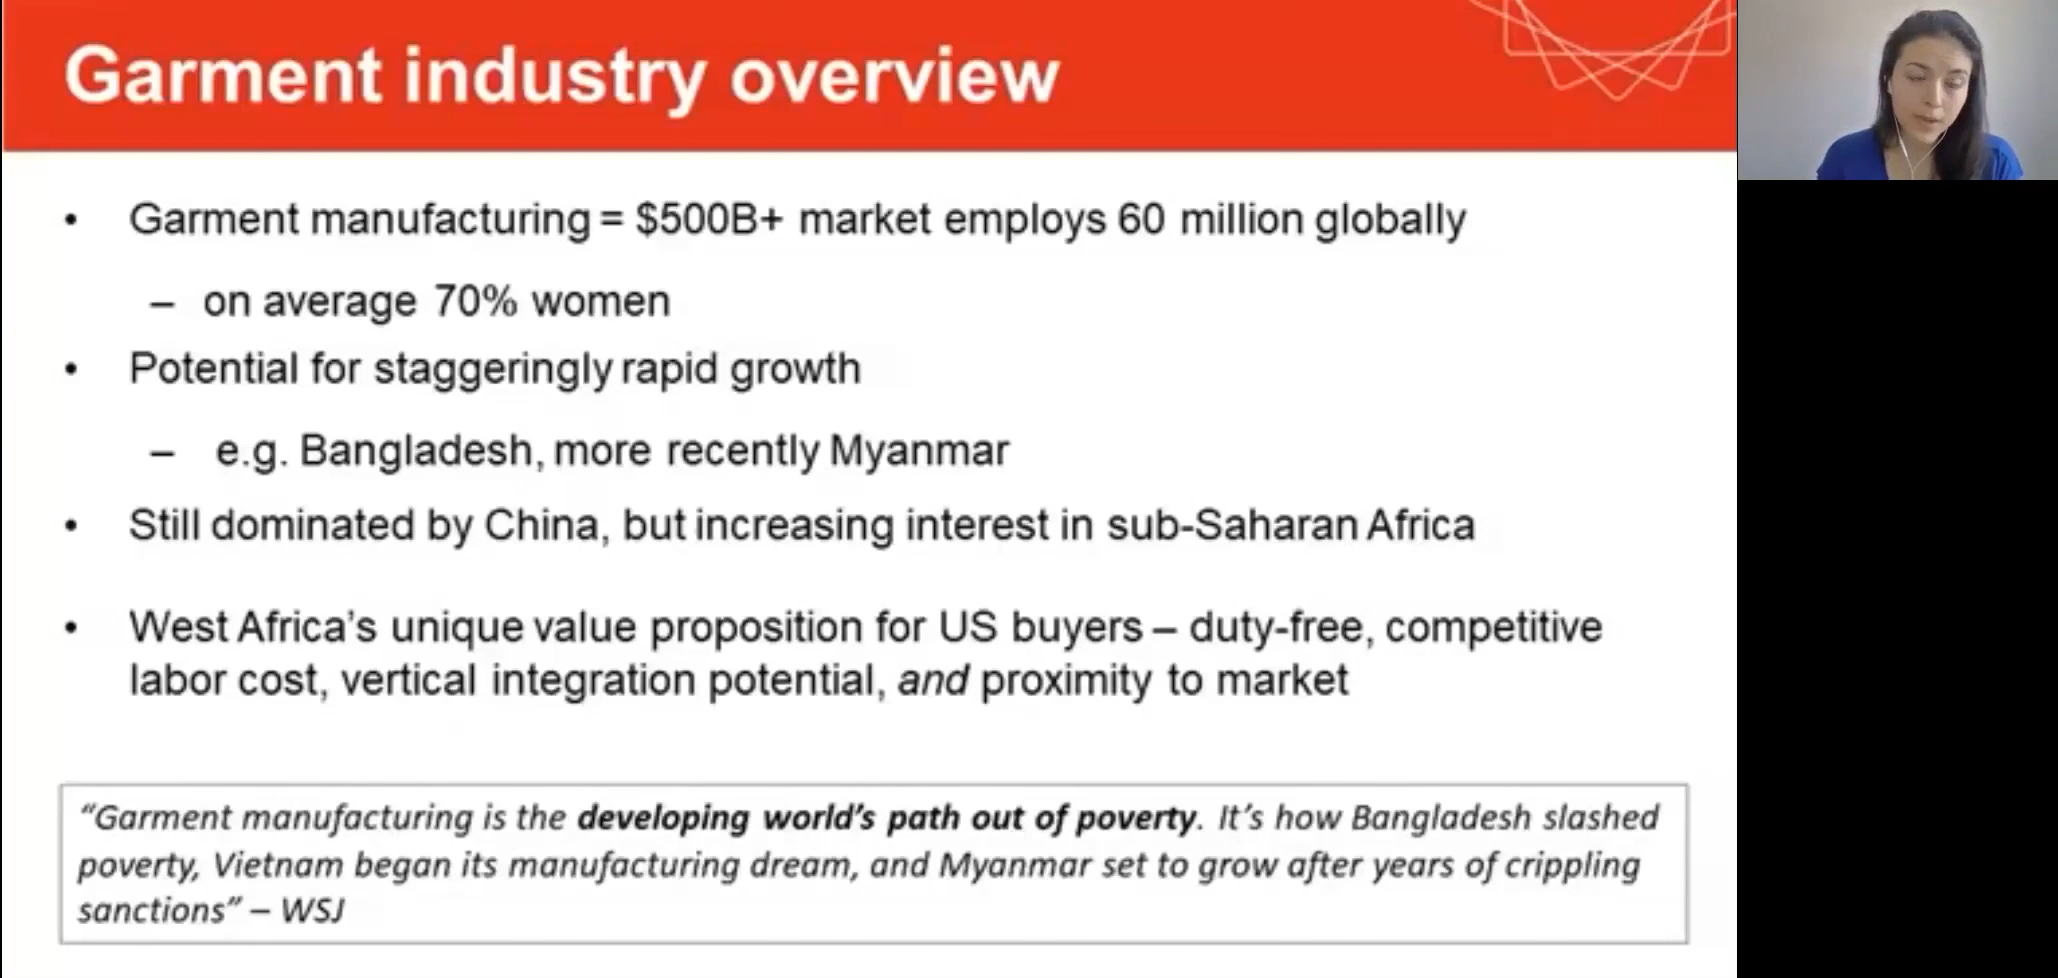 Garment industry overview
• Garment manufacturing = $500B+ market employs 60 million globally
– on average 70% women
• Potential for staggeringly rapid growth
– e.g. Bangladesh, more recently Myanmar
• Still dominated by China, but increasing interest in sub-Saharan Africa
• West Africa’s unique value proposition for US buyers – duty-free, competitive
labor cost, vertical integration potential, and proximity to market
“Garment manufacturing is the developing world’s path out of poverty. It’s how Bangladesh slashed
poverty, Vietnam began its manufacturing dream, and Myanmar set to grow after years of crippling
sanctions” – WSJ